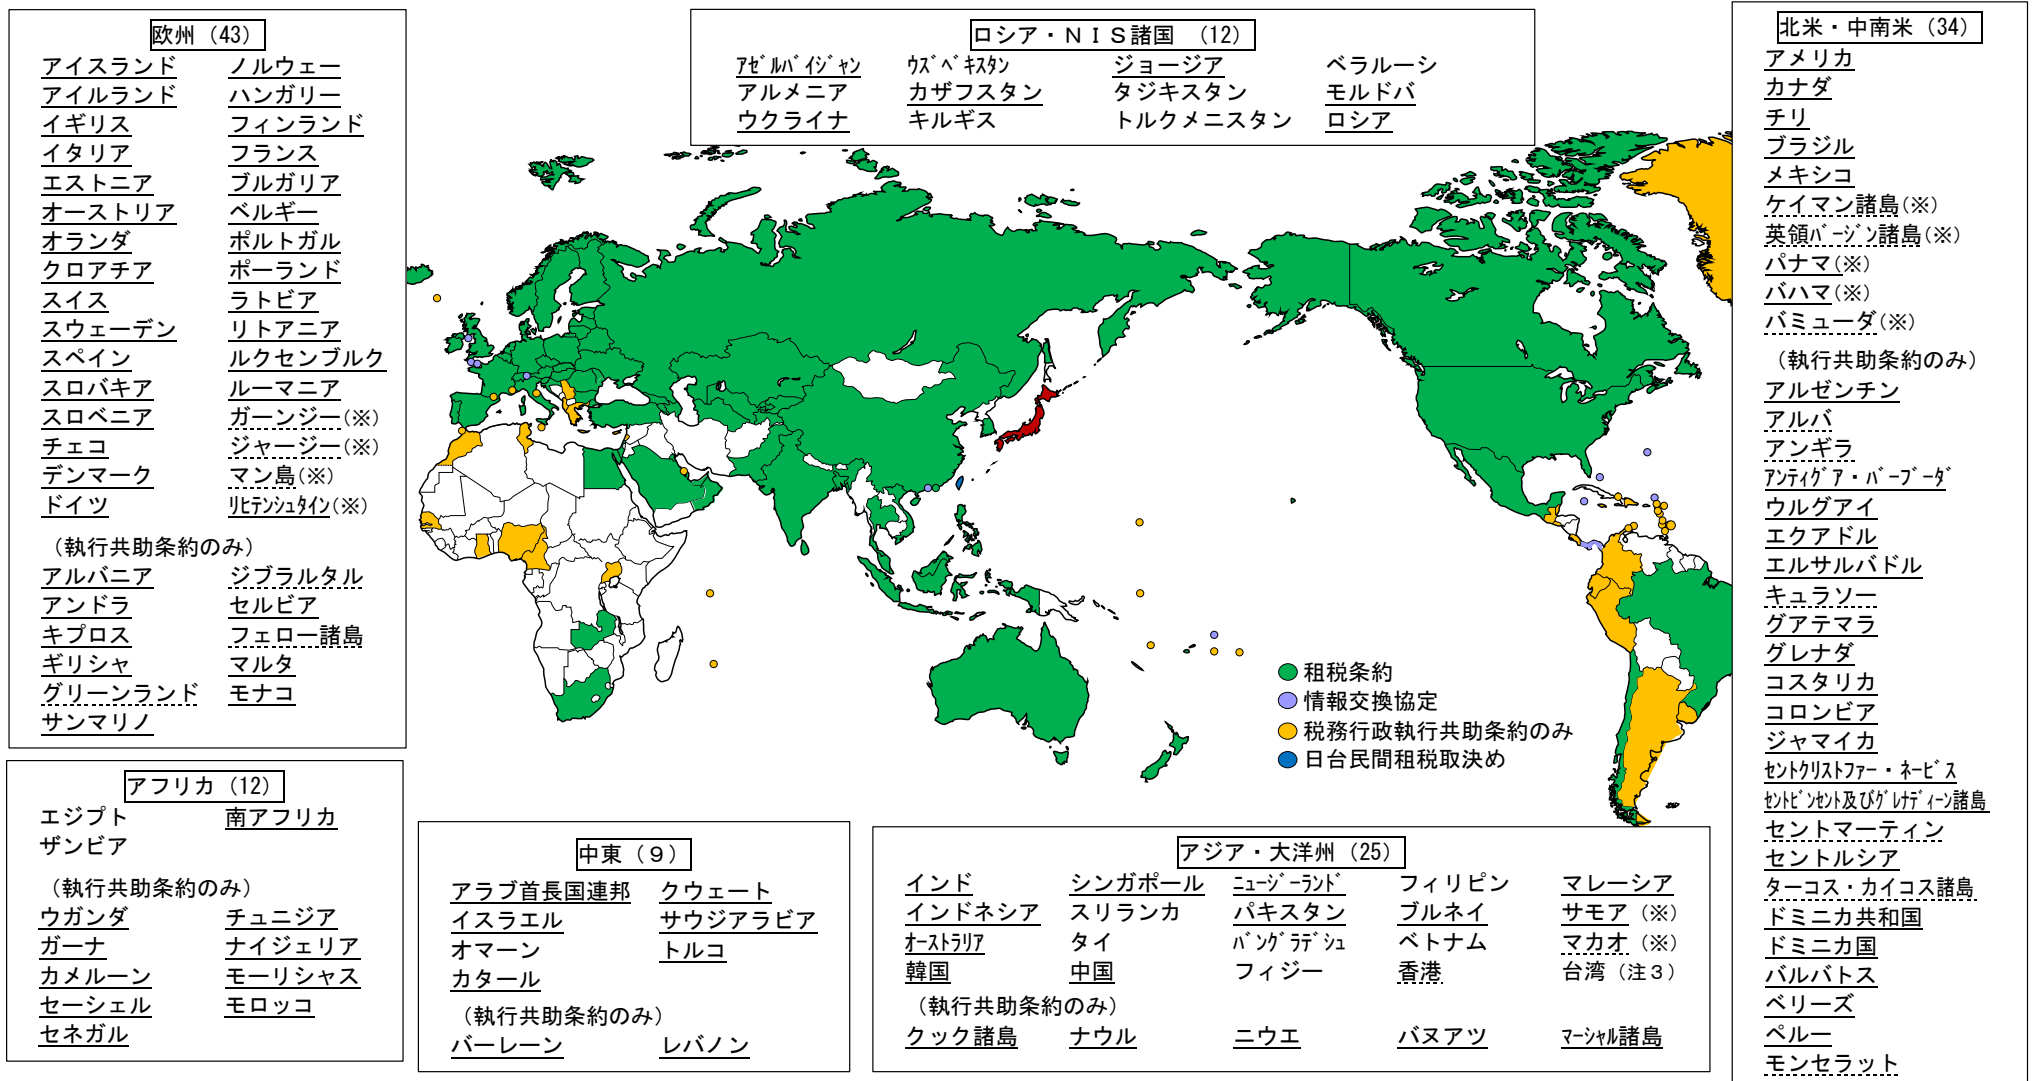 欧州（43）
アイスランド　ノルウェー
アイルランド　ハンガリー
イギリス　フィンランド
イタリア　フランス
エストニア　ブルガリア
オーストリア　ベルギー
オランダ　ポルトガル
クロアチア　ポーランド
スイス　ラトビア
スウェーデン　リトアニア
スペイン　ルクセンブルク
スロバキア　ルーマニア
スロベニア　ガーンジー(※)
チェコ　ジャージー(※)
デンマーク　マン島(※)
ドイツ　ﾘﾋﾃﾝｼｭﾀｲﾝ(※)
（執行共助条約のみ）
アルバニア　ジブラルタル
アンドラ　セルビア
キプロス　フェロー諸島
ギリシャ　マルタ
グリーンランド　モナコ
サンマリノ
ロシア・ＮＩＳ諸国　（12）
ｱｾﾞﾙﾊﾞｲｼﾞｬﾝ　ｳｽﾞﾍﾞｷｽﾀﾝ　ジョージア　ベラルーシ
アルメニア　カザフスタン　タジキスタン　モルドバ
ウクライナ　キルギス　トルクメニスタン　ロシア
北米・中南米（34）
アメリカ
カナダ
チリ
ブラジル
メキシコ
ケイマン諸島(※)
英領ﾊﾞｰｼﾞﾝ諸島(※)
パナマ(※)
バハマ(※)
バミューダ(※)
（執行共助条約のみ）
アルゼンチン
アルバ
アンギラ
ｱﾝﾃｨｸﾞｱ・ﾊﾞｰﾌﾞｰﾀﾞ
ウルグアイ
エクアドル
エルサルバドル
キュラソー
グアテマラ
グレナダ
コスタリカ
コロンビア
ジャマイカ
ｾﾝﾄｸﾘｽﾄﾌｧｰ・ﾈｰﾋﾞｽ
ｾﾝﾄﾋﾞﾝｾﾝﾄ及びｸﾞﾚﾅﾃﾞｨｰﾝ諸島
セントマーティン
セントルシア
タークス・カイコス諸島
ドミニカ共和国
ドミニカ国
バルバトス
ベリーズ
ペルー
モンセラット
租税条約
情報交換協定
税務行政執行共助条約のみ
日台民間租税取決め
アフリカ（12）
エジプト　南アフリカ
ザンビア
（執行共助条約のみ）
ウガンダ　チュニジア
ガーナ　ナイジェリア
カメルーン　モーリシャス
セーシェル　モロッコ
セネガル
中東（９）
アラブ首長国連邦　クウェート
イスラエル　サウジアラビア
オマーン　トルコ
カタール
（執行共助条約のみ）
バーレーン　レバノン
アジア・大洋州（25）
インド　シンガポール　ﾆｭｰｼﾞｰﾗﾝﾄﾞ　フィリピン　マレーシア
インドネシア　スリランカ　パキスタン　ブルネイ　サモア（※）
ｵｰｽﾄﾗﾘｱ　タイ　ﾊﾞﾝｸﾞﾗﾃﾞｼｭ　ベトナム　マカオ（※）
韓国　中国　フィジー　香港　台湾（注３）
（執行共助条約のみ）
クック諸島　ナウル　ニウエ　バヌアツ　ﾏｰｼｬﾙ諸島